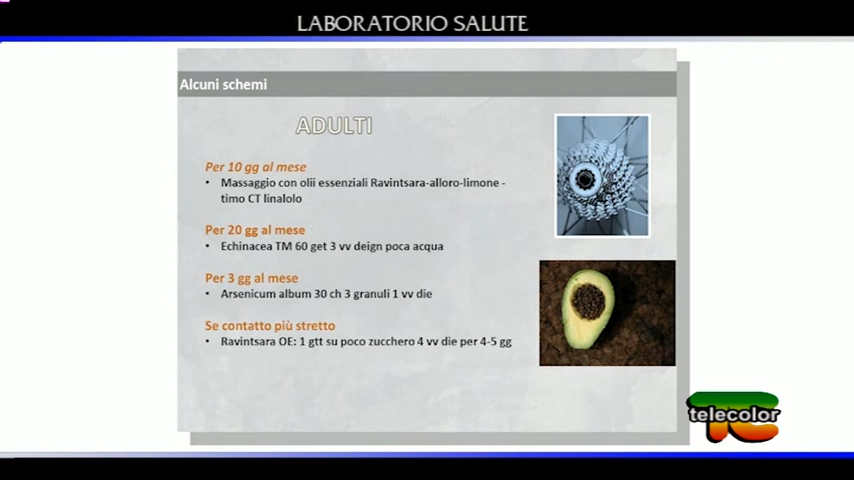 LABORATORIO SALUTE
Alcuni schemi
ADULTI
Per 10 gg al mese
• Massaggio con olii essenziali Ravintsara-alloro-limone -
timo CT linalolo
Per 20 gg al mese
• Echinacea TM 60 get 3 vv deign poca acqua
Per 3 gg al mese
• Arsenicum album 30 ch 3 granuli 1 vv die
Se contatto più stretto
• Ravintsara OE: 1 gtt su poco zucchero 4 vv die per 4-5 gg
telecolor